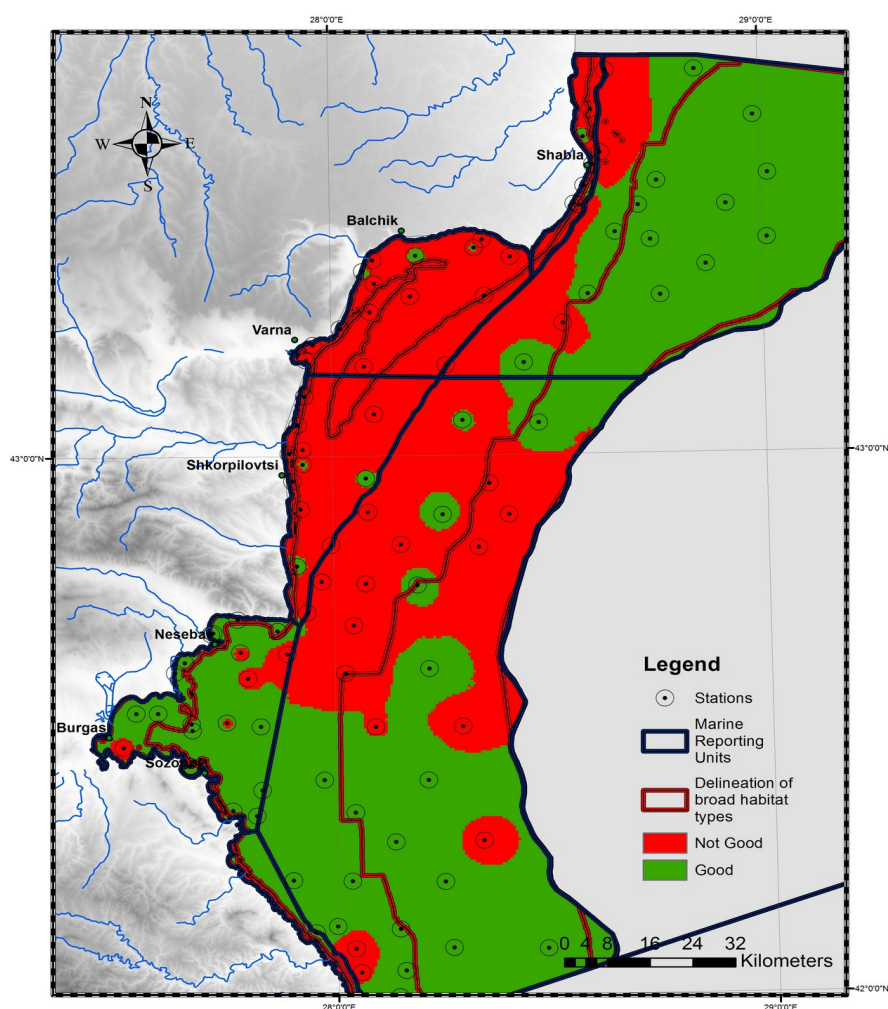 28°0'0"E
29°0'0"E
N
W
E
S
Shabla
Balchik
Varna
43°0'0"N
43°0'0"N
Shkorpilovtsi
Neseba
Legend
Stations
Marine
Reporting
Units
Burgas
Sozopol
Delineation of
broad habitat
types
Not Good
Good
0 4 8 16 24 32
Kilometers
42°0'0"N
28°0'0"E
29°0'0"E